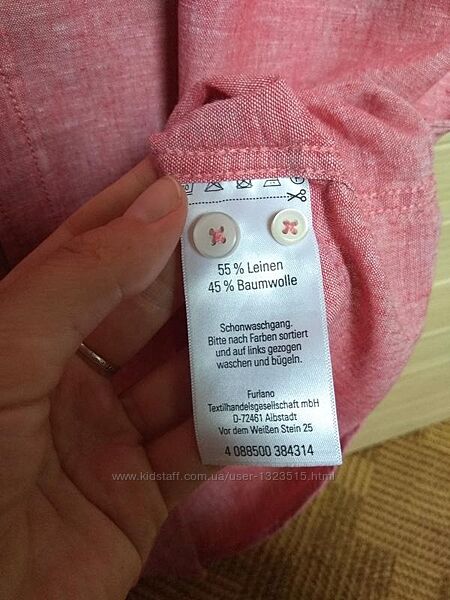 55 % Leinen
45 % Baumwolle
Schonwaschgang.
Bitte nach Farben sortiert
und auf links gezogen
waschen und bügeln.
Furlano
Textilhandelsgesellschaft mbH
D-72461 Albstadt
Vor dem Weißen Stein 25
4 088500 384314
www.kidstaff.com.ua/user-1323515.html